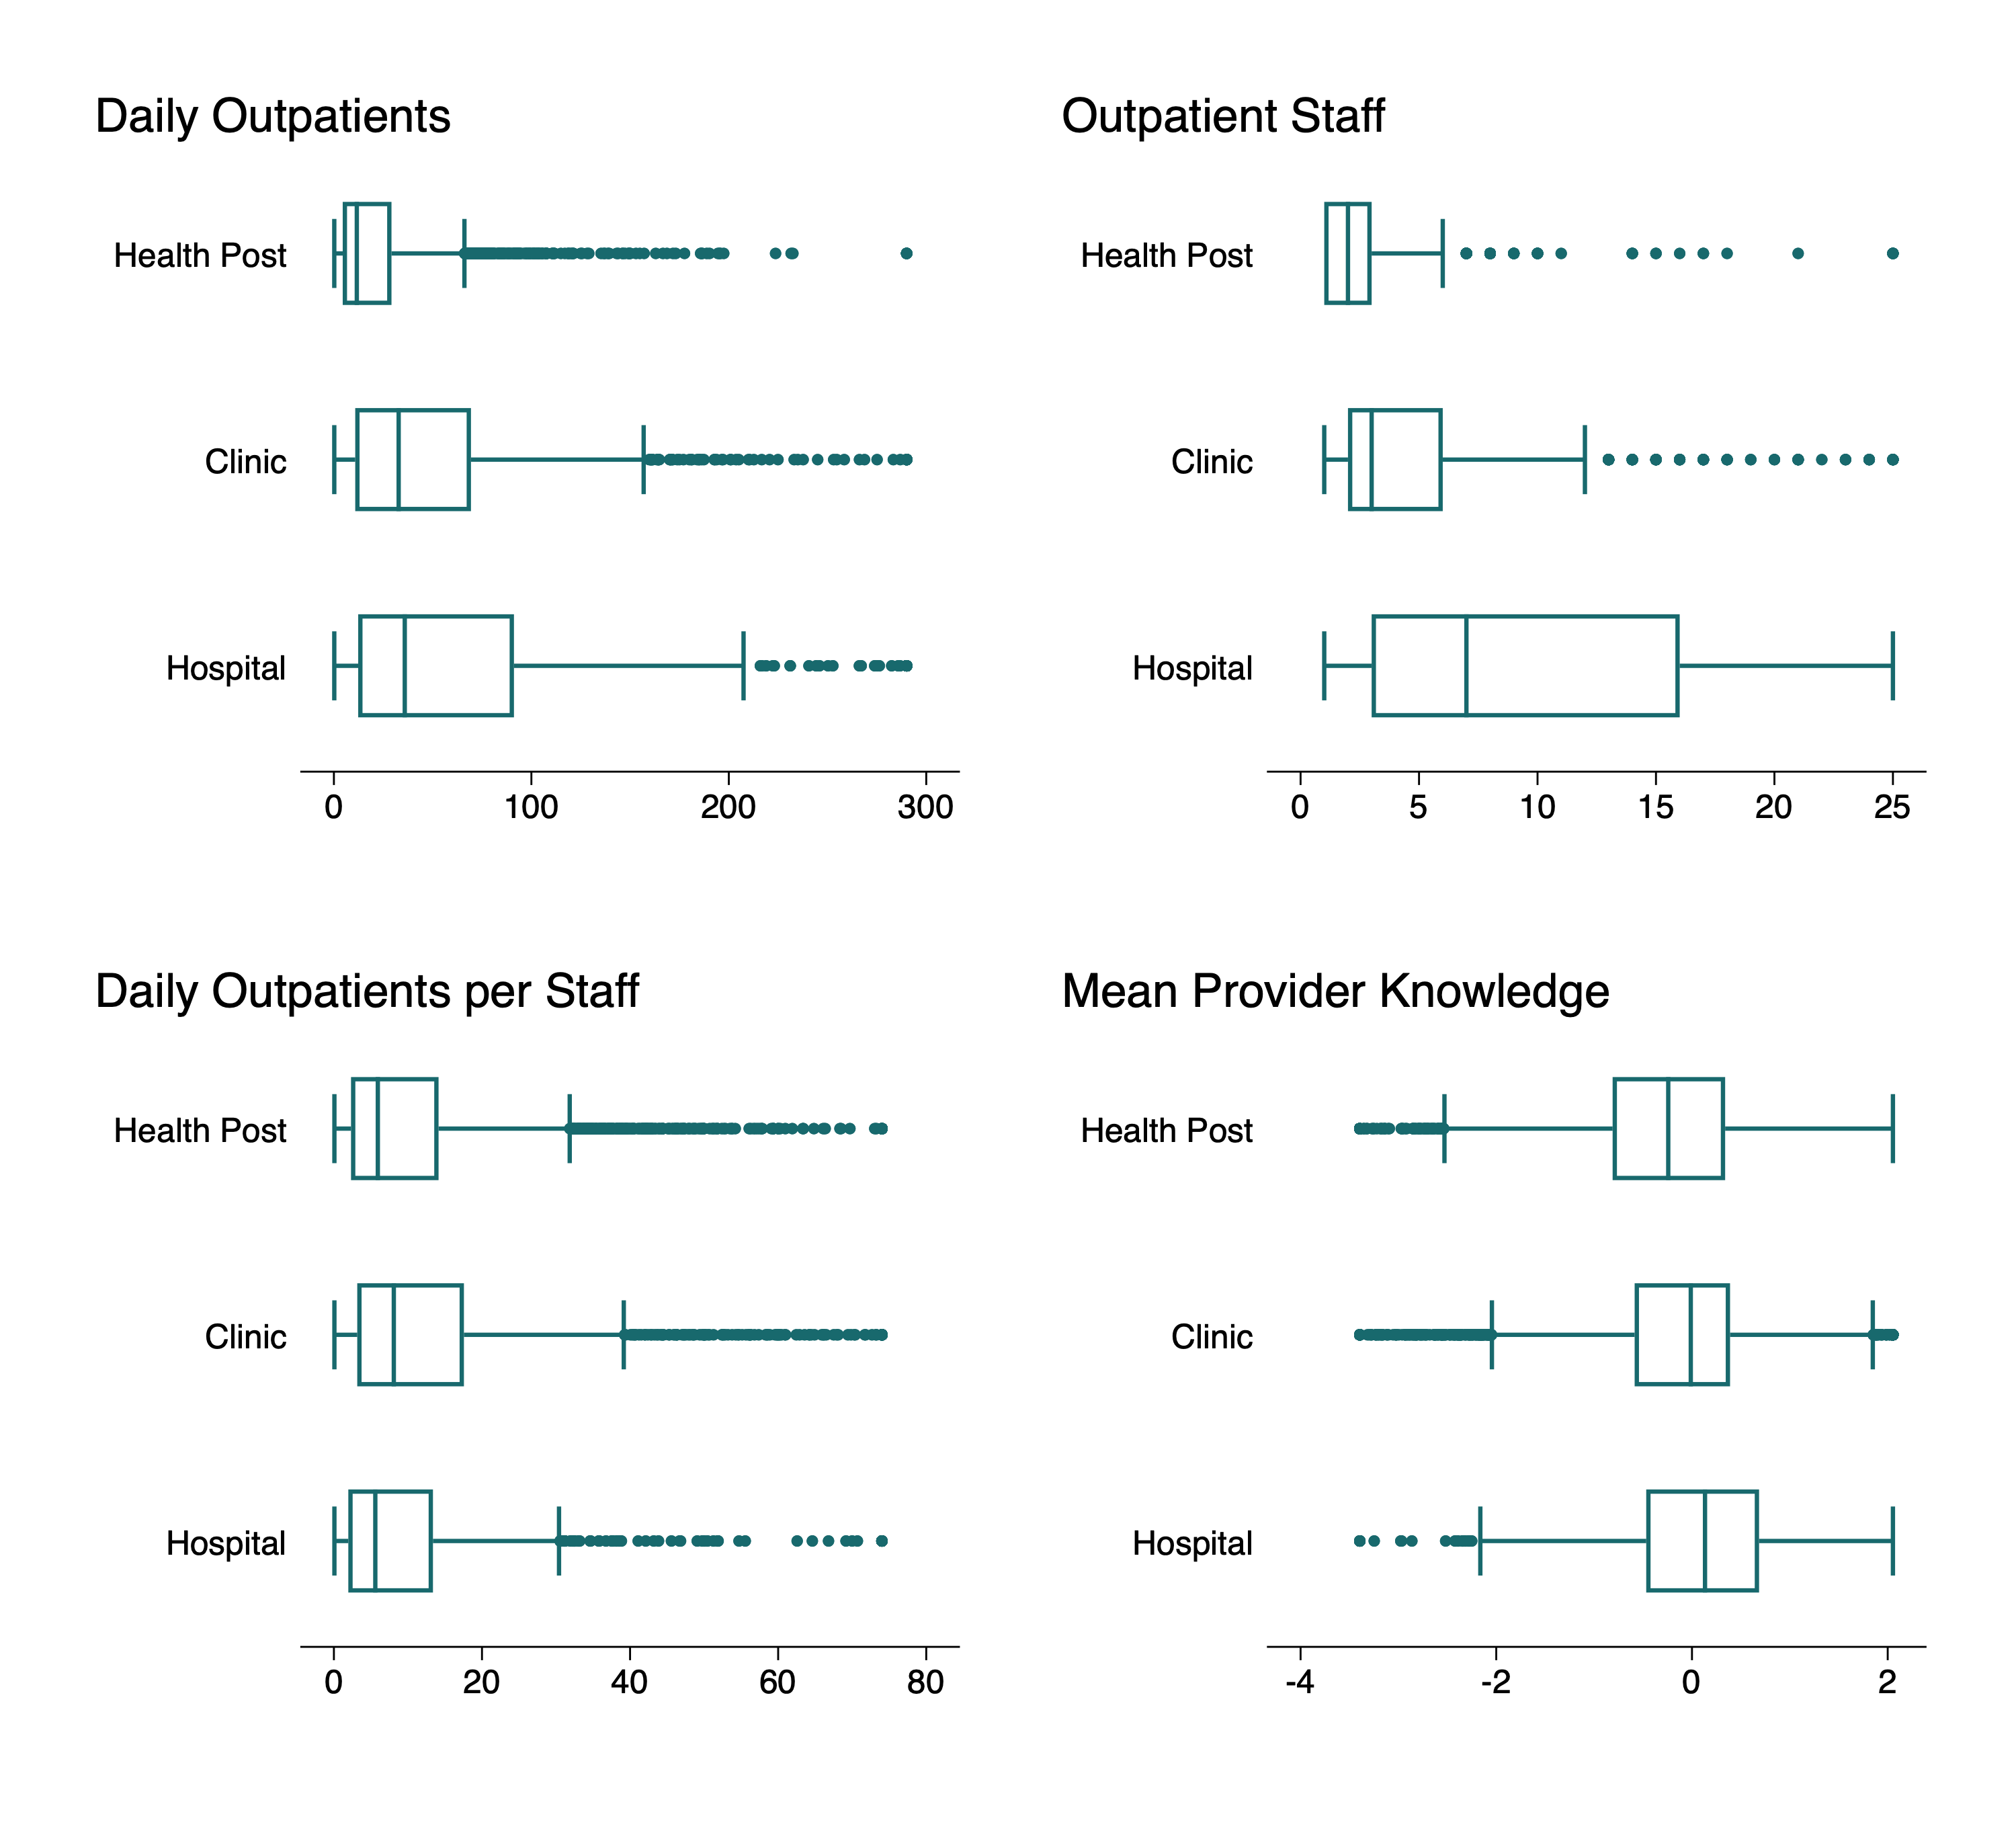 Daily Outpatients
Health Post
Clinic
Hospital
0 100 200 300
Outpatient Staff
Health Post
Clinic
Hospital
0 5 10 15 20 25
Daily Outpatients per Staff
Health Post
Clinic
Hospital
0 20 40 60 80
Mean Provider Knowledge
Health Post
Clinic
Hospital
-4 -2 0 2